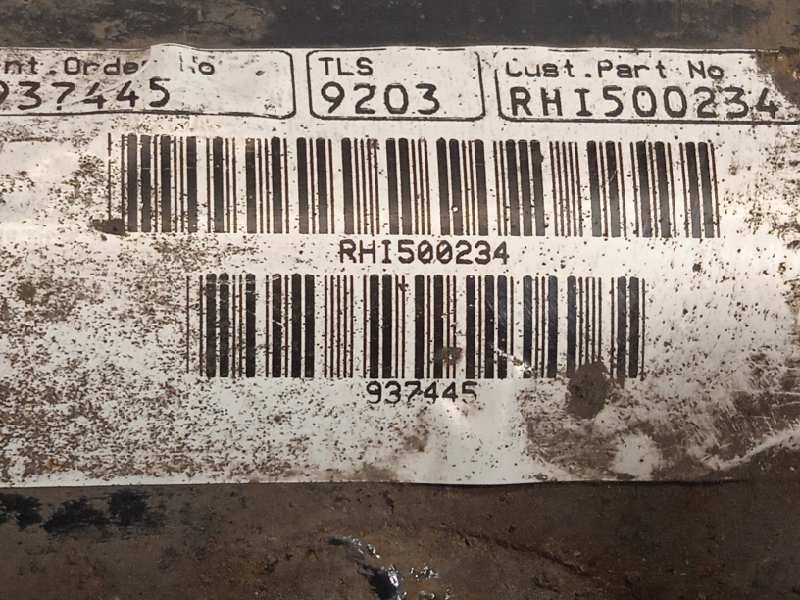 nt.Order No TLS Cust.Part No
937445 9203 RHI500234
RHI500234
937445